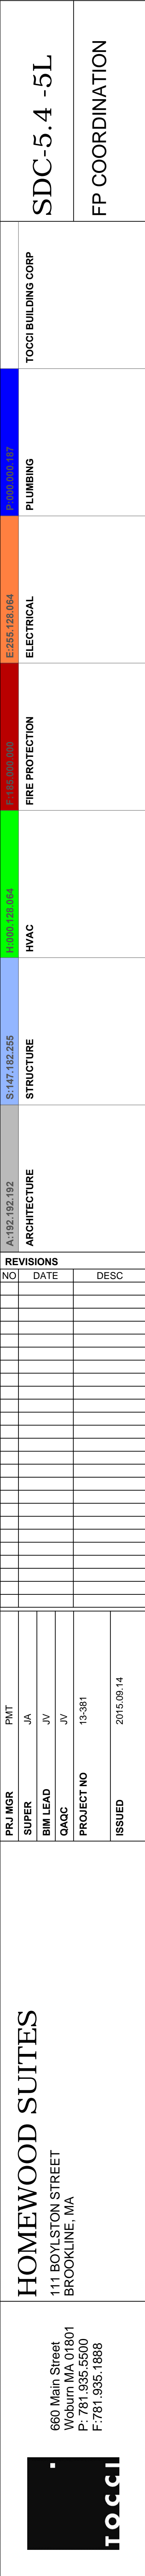 SDC-5.4 -5L
FP COORDINATION
TOCCI BUILDING CORP
P:000.000.187
PLUMBING
E:255.128.064
ELECTRICAL
F:185.000.000
FIRE PROTECTION
H:000.128.064
HVAC
S:147.182.255
STRUCTURE
A:192.192.192
ARCHITECTURE
REVISIONS
NO DATE DESC
PRJ MGR PMT
SUPER JA
BIM LEAD JV
QAQC JV
PROJECT NO 13-381
ISSUED 2015.09.14
HOMEWOOD SUITES
111 BOYLSTON STREET
BROOKLINE, MA
660 Main Street
Woburn MA 01801
P: 781.935.5500
F:781.935.1888
TOCCI